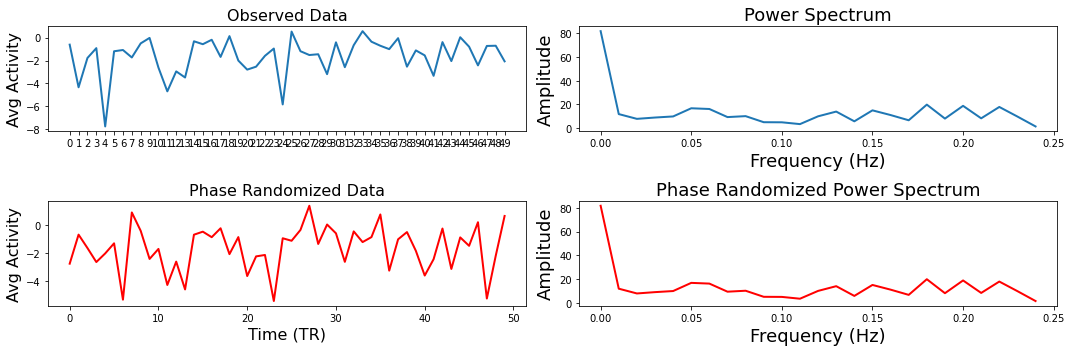 Observed Data
Avg Activity
0
−2
−4
−6
−8
0 1 2 3 4 5 6 7 8 9 10 11 12 13 14 15 16 17 18 19 20 21 22 23 24 25 26 27 28 29 30 31 32 33 34 35 36 37 38 39 40 41 42 43 44 45 46 47 48 49
Power Spectrum
Amplitude
80
60
40
20
0
0.00 0.05 0.10 0.15 0.20 0.25
Frequency (Hz)
Phase Randomized Data
Avg Activity
0
−2
−4
0 10 20 30 40 50
Time (TR)
Phase Randomized Power Spectrum
Amplitude
80
60
40
20
0
0.00 0.05 0.10 0.15 0.20 0.25
Frequency (Hz)